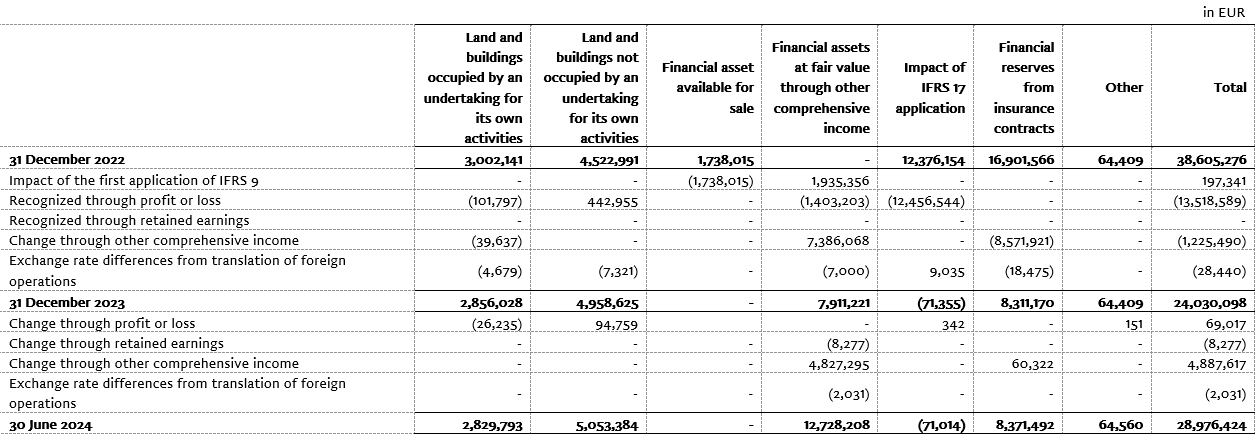 in EUR
Land and buildings occupied by an undertaking for its own activities | Land and buildings not occupied by an undertaking for its own activities | Financial asset available for sale | Financial assets at fair value through other comprehensive income | Impact of IFRS 17 application | Financial reserves from insurance contracts | Other | Total
31 December 2022 | 3,002,141 | 4,522,991 | 1,738,015 | - | 12,376,154 | 16,901,566 | 64,409 | 38,605,276
Impact of the first application of IFRS 9 | - | - | (1,738,015) | 1,935,356 | - | - | - | 197,341
Recognized through profit or loss | (101,797) | 442,955 | - | (1,403,203) | (12,456,544) | - | - | (13,518,589)
Recognized through retained earnings | - | - | - | - | - | - | - | -
Change through other comprehensive income | (39,637) | - | - | 7,386,068 | - | (8,571,921) | - | (1,225,490)
Exchange rate differences from translation of foreign operations | (4,679) | (7,321) | - | (7,000) | 9,035 | (18,475) | - | (28,440)
31 December 2023 | 2,856,028 | 4,958,625 | - | 7,911,221 | (71,355) | 8,311,170 | 64,409 | 24,030,098
Change through profit or loss | (26,235) | 94,759 | - | - | 342 | - | 151 | 69,017
Change through retained earnings | - | - | - | (8,277) | - | - | - | (8,277)
Change through other comprehensive income | - | - | - | 4,827,295 | - | 60,322 | - | 4,887,617
Exchange rate differences from translation of foreign operations | - | - | - | (2,031) | - | - | - | (2,031)
30 June 2024 | 2,829,793 | 5,053,384 | - | 12,728,208 | (71,014) | 8,371,492 | 64,560 | 28,976,424